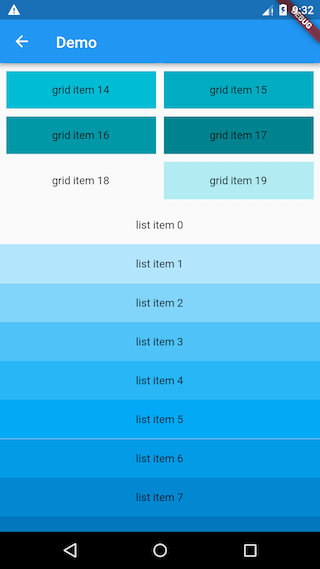 9:32
DEBUG
Demo
grid item 14
grid item 15
grid item 16
grid item 17
grid item 18
grid item 19
list item 0
list item 1
list item 2
list item 3
list item 4
list item 5
list item 6
list item 7